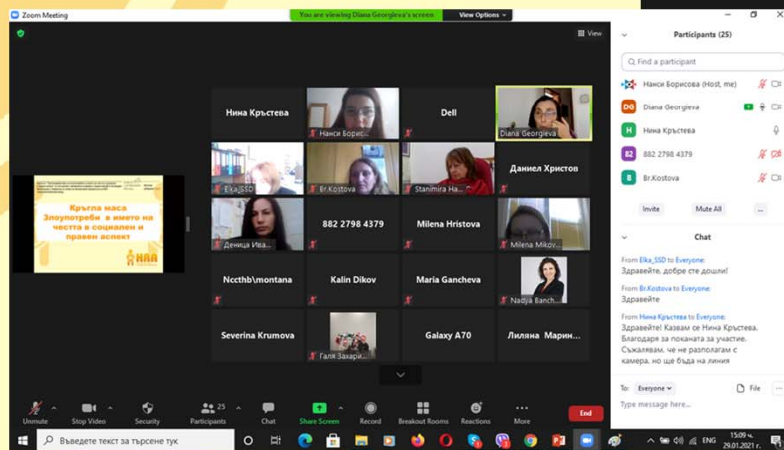 Zoom Meeting
You are viewing Diana Georgieva's screen
View Options
View
Кръгла маса
Злоупотреби в името на
честта в социален и
правен аспект
НАЯ
Нина Кръстева
Нанси Борис...
Dell
Diana Georgieva
Elka_SSD
Br.Kostova
Stanimira Ha...
Даниел Христов
Деница Ива...
882 2798 4379
Milena Hristova
Milena Mikov...
Nccthb\montana
Kalin Dikov
Maria Gancheva
Nadja Banch...
Severina Krumova
Галя Захари...
Galaxy A70
Лиляна Марин...
Participants (25)
Find a participant
Нанси Борисова (Host, me)
DG Diana Georgieva
Н Нина Кръстева
82 882 2798 4379
B Br.Kostova
Invite
Mute All
...
Chat
From Elka_SSD to Everyone:
Здравейте, добре сте дошли!
From Br.Kostova to Everyone:
Здравейте
From Нина Кръстева to Everyone:
Здравейте! Казвам се Нина Кръстева.
Благодаря за поканата за участие.
Съжалявам, че не разполагам с
камера, но ще бъда на линия
To: Everyone
File
...
Type message here...
Unmute
Stop Video
Security
25
Participants
Chat
Share Screen
Record
Breakout Rooms
Reactions
More
End
Въведете текст за търсене тук
ENG
15:09 ч.
29.01.2021 г.